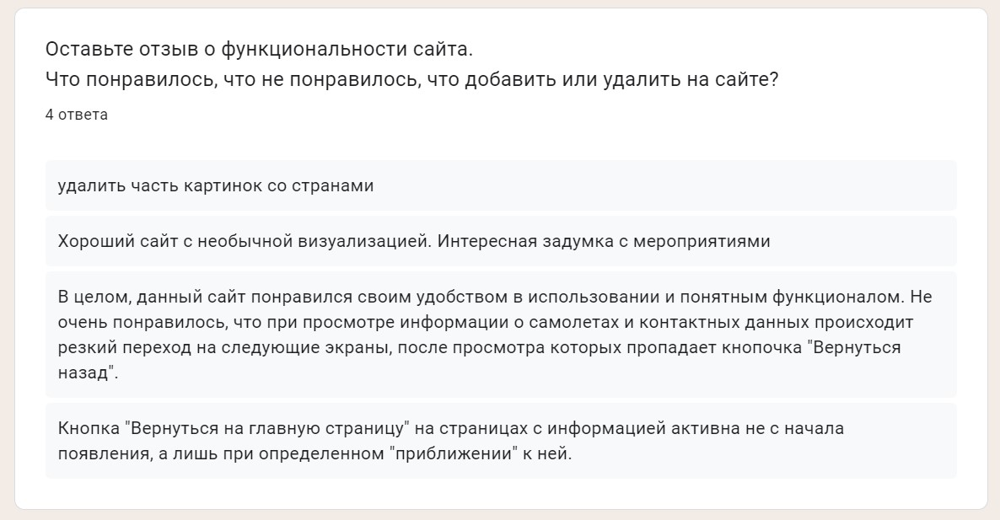 Оставьте отзыв о функциональности сайта.
Что понравилось, что не понравилось, что добавить или удалить на сайте?
4 ответа
удалить часть картинок со странами
Хороший сайт с необычной визуализацией. Интересная задумка с мероприятиями
В целом, данный сайт понравился своим удобством в использовании и понятным функционалом. Не
очень понравилось, что при просмотре информации о самолетах и контактных данных происходит
резкий переход на следующие экраны, после просмотра которых пропадает кнопочка "Вернуться
назад".
Кнопка "Вернуться на главную страницу" на страницах с информацией активна не с начала
появления, а лишь при определенном "приближении" к ней.